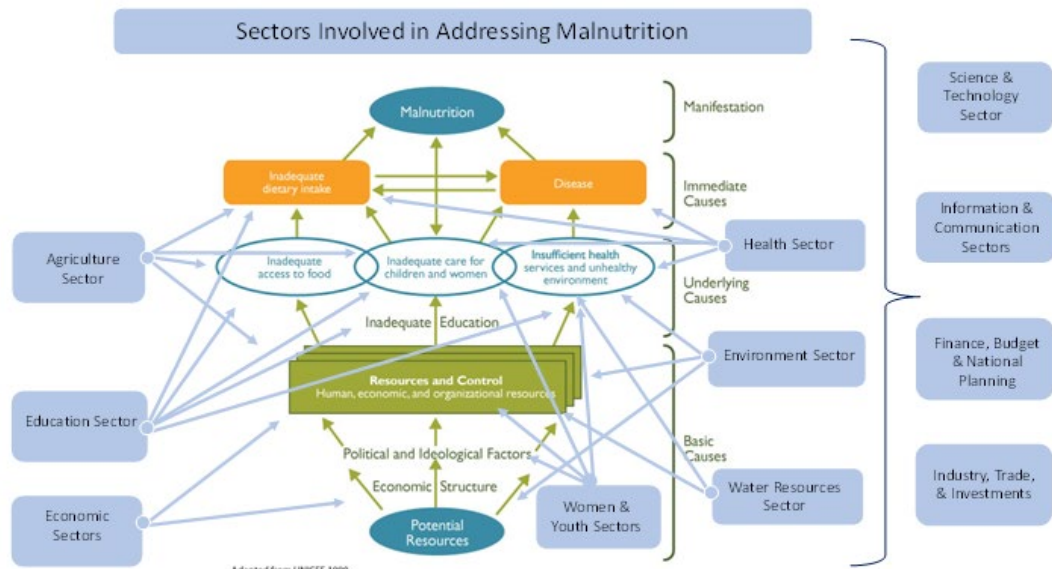 Sectors Involved in Addressing Malnutrition
Malnutrition
Manifestation
Inadequate
dietary intake
Disease
Immediate
Causes
Inadequate
access to food
Inadequate care for
children and women
Insufficient health
services and unhealthy
environment
Underlying
Causes
Inadequate Education
Resources and Control
Human, economic, and organizational resources
Political and Ideological Factors
Economic Structure
Basic
Causes
Potential
Resources
Agriculture
Sector
Education Sector
Economic
Sectors
Women &
Youth Sectors
Health Sector
Environment Sector
Water Resources
Sector
Science &
Technology
Sector
Information &
Communication
Sectors
Finance, Budget
& National
Planning
Industry, Trade,
& Investments
Adapted from UNICEF 1990